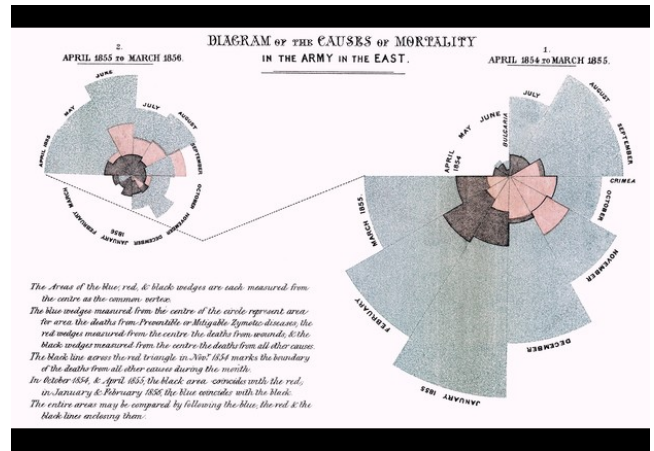 DIAGRAM OF THE CAUSES OF MORTALITY
IN THE ARMY IN THE EAST.
2.
APRIL 1855 TO MARCH 1856.
1.
APRIL 1854 TO MARCH 1855.
APRIL 1855
MAY
JUNE
JULY
AUGUST
SEPTEMBER
OCTOBER
NOVEMBER
DECEMBER
1856
JANUARY
FEBRUARY
MARCH
APRIL
1854
MAY
JUNE
BULGARIA
JULY
AUGUST
SEPTEMBER
CRIMEA
OCTOBER
NOVEMBER
DECEMBER
JANUARY 1855
FEBRUARY
MARCH 1855.
The Areas of the blue, red, & black wedges are each measured from
the centre as the common vertex.
The blue wedges measured from the centre of the circle represent area
for area the deaths from Preventible or Mitigable Zymotic diseases, the
red wedges measured from the centre the deaths from wounds, & the
black wedges measured from the centre the deaths from all other causes.
The black line across the red triangle in Novr. 1854 marks the boundary
of the deaths from all other causes during the month.
In October 1854, & April 1855, the black area coincides with the red,
in January & February 1856, the blue coincides with the black.
The entire areas may be compared by following the blue, the red & the
black lines enclosing them.